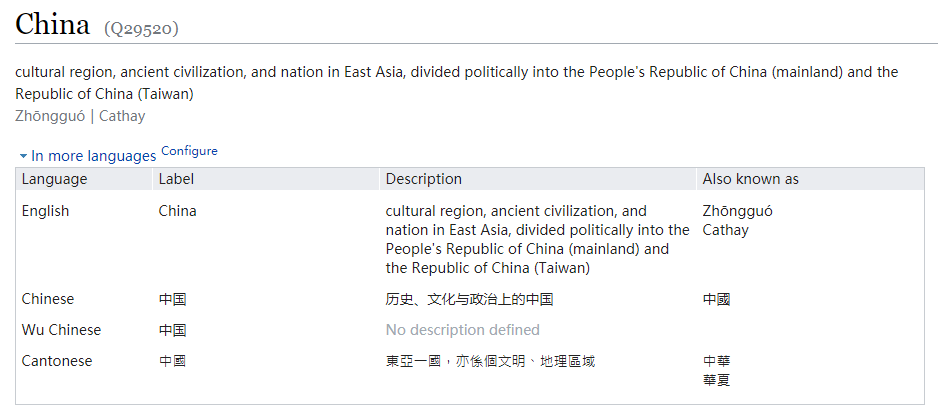 China (Q29520)
cultural region, ancient civilization, and nation in East Asia, divided politically into the People's Republic of China (mainland) and the
Republic of China (Taiwan)
Zhōngguó | Cathay
In more languages Configure
Language Label Description Also known as
English China cultural region, ancient civilization, and Zhōngguó
nation in East Asia, divided politically into the Cathay
People's Republic of China (mainland) and
the Republic of China (Taiwan)
Chinese 中国 历史、文化与政治上的中国 中國
Wu Chinese 中国 No description defined
Cantonese 中國 東亞一國，亦係個文明、地理區域 中華
華夏